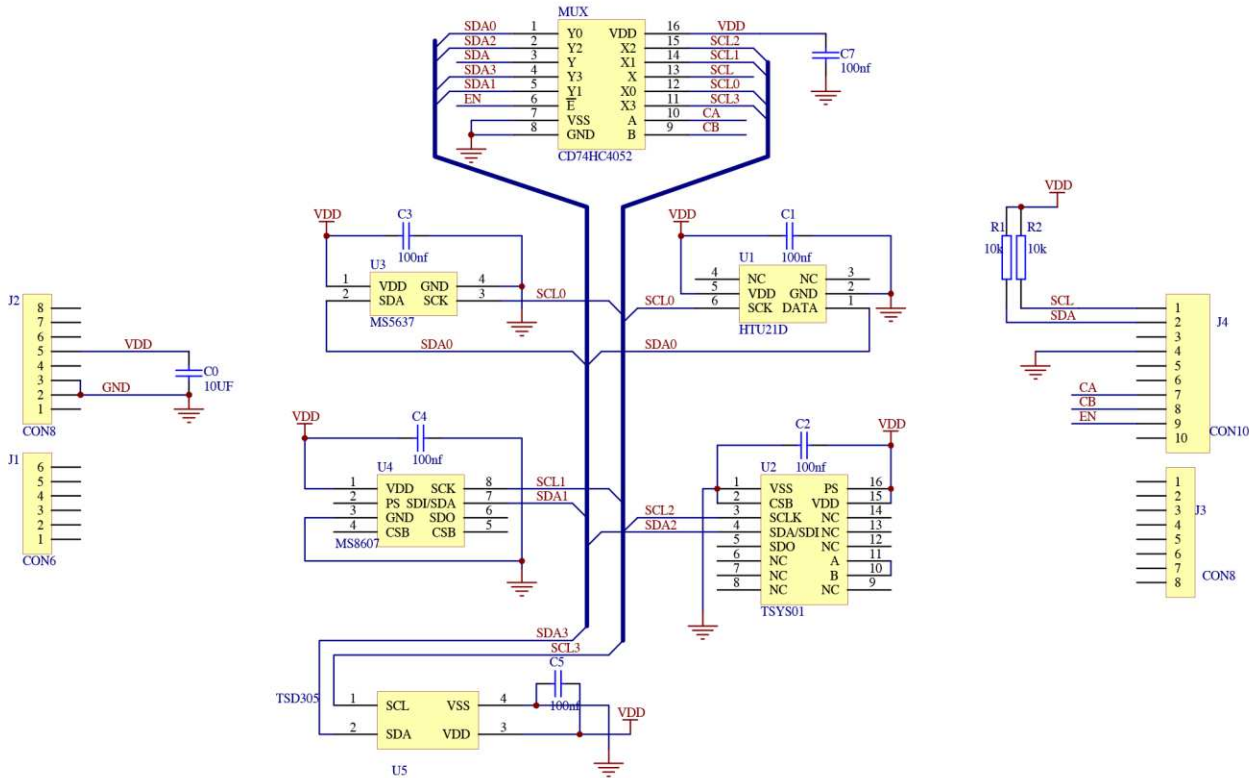 MUX
SDA0 1 Y0 VDD 16 VDD
SDA2 2 Y2 X2 15 SCL2
SDA 3 Y X1 14 SCL1
SDA3 4 Y3 X 13 SCL
SDA1 5 Y1 X0 12 SCL0
EN 6 E X3 11 SCL3
7 VSS A 10 CA
8 GND B 9 CB
CD74HC4052
C7
100nf
VDD
C3
100nf
U3
1 VDD GND 4
2 SDA SCK 3
MS5637
SCL0
SDA0
VDD
C1
100nf
U1
4 NC NC 3
5 VDD GND 2
6 SCK DATA 1
HTU21D
SCL0
SDA0
VDD
R1 R2
10k 10k
SCL
SDA
CA
CB
EN
1
2
3
4
5
6
7
8
9
10
J4
CON10
J2
8
7
6
5
4
3
2
1
CON8
VDD
GND
C0
10UF
J1
6
5
4
3
2
1
CON6
VDD
C4
100nf
U4
1 VDD SCK 8
2 PS SDI/SDA 7
3 GND SDO 6
4 CSB CSB 5
MS8607
SCL1
SDA1
VDD
C2
100nf
U2
1 VSS PS 16
2 CSB VDD 15
3 SCLK NC 14
4 SDA/SDI NC 13
5 SDO NC 12
6 NC A 11
7 NC B 10
8 NC NC 9
TSYS01
SCL2
SDA2
1
2
3
4
5
6
7
8
J3
CON8
SDA3
SCL3
C5
100nf
TSD305
1 SCL VSS 4
2 SDA VDD 3
VDD
U5